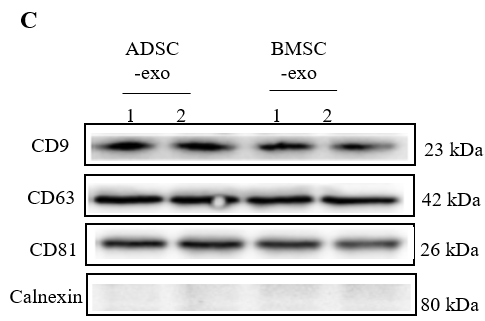 C
ADSC BMSC
-exo -exo
1 2 1 2
CD9 23 kDa
CD63 42 kDa
CD81 26 kDa
Calnexin 80 kDa